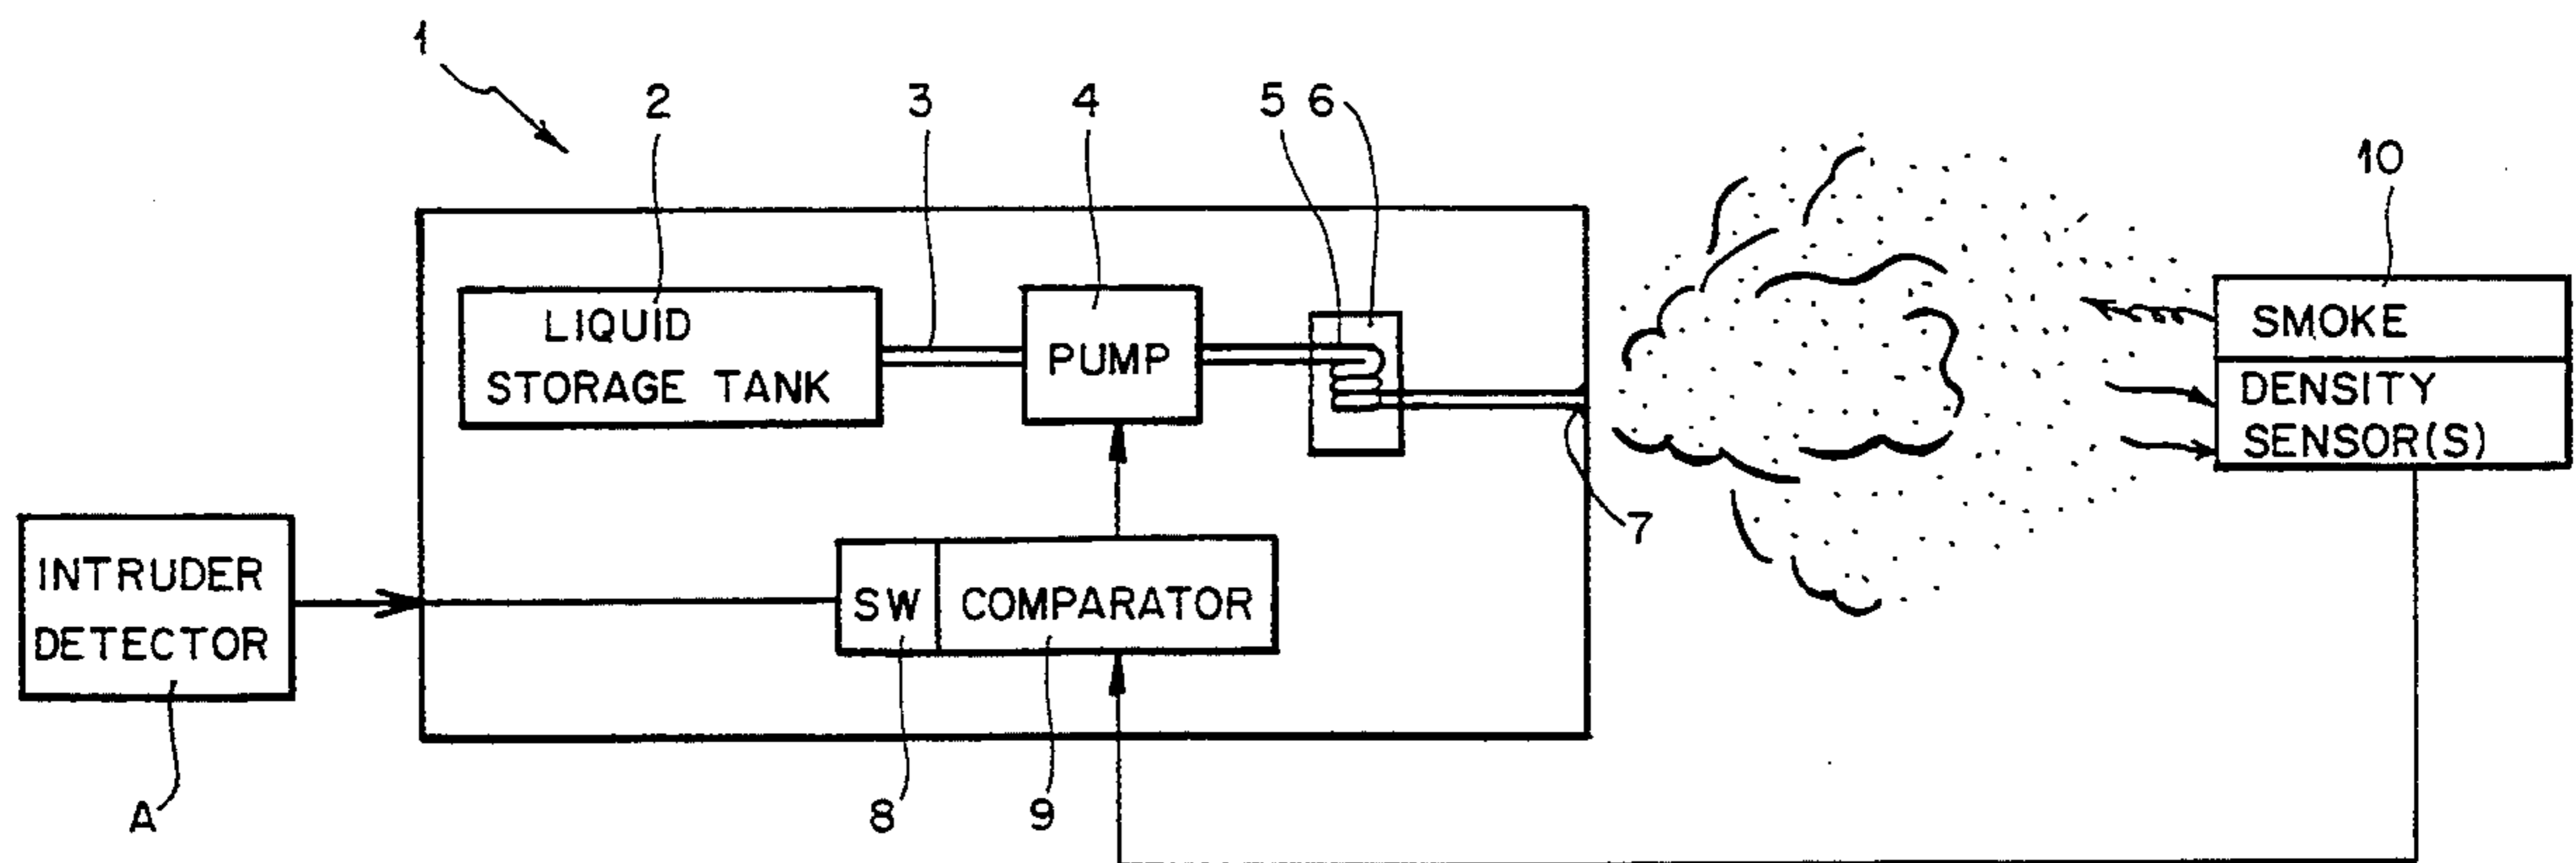 1
2
3
4
5 6
10
LIQUID
STORAGE TANK
PUMP
SMOKE
DENSITY
SENSOR(S)
7
INTRUDER
DETECTOR
SW
COMPARATOR
A
8
9